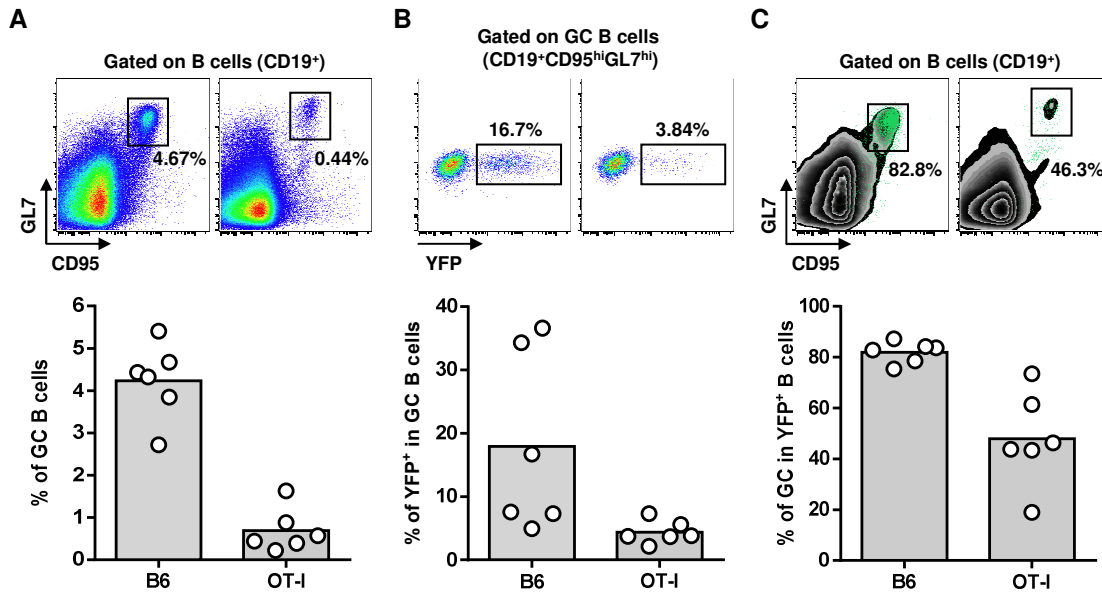 A
Gated on B cells (CD19⁺)
4.67%
0.44%
GL7
CD95
6
5
4
3
2
1
0
% of GC B cells
B6
OT-I
B
Gated on GC B cells
(CD19⁺CD95ʰⁱGL7ʰⁱ)
16.7%
3.84%
YFP
40
30
20
10
0
% of YFP⁺ in GC B cells
B6
OT-I
C
Gated on B cells (CD19⁺)
82.8%
46.3%
GL7
CD95
100
80
60
40
20
0
% of GC in YFP⁺ B cells
B6
OT-I